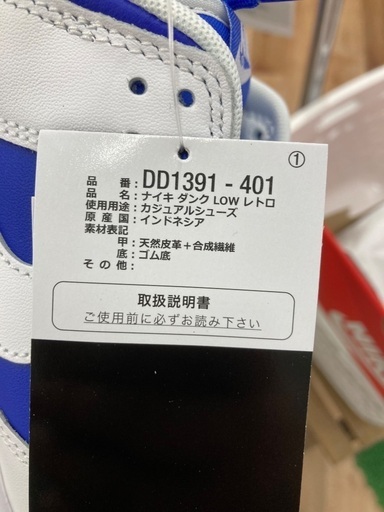 ①
品番：DD1391 - 401
品名：ナイキ ダンク LOW レトロ
使用用途：カジュアルシューズ
原産国：インドネシア
素材表記
甲：天然皮革＋合成繊維
底：ゴム底
その他：
取扱説明書
ご使用前に必ずお読み下さい